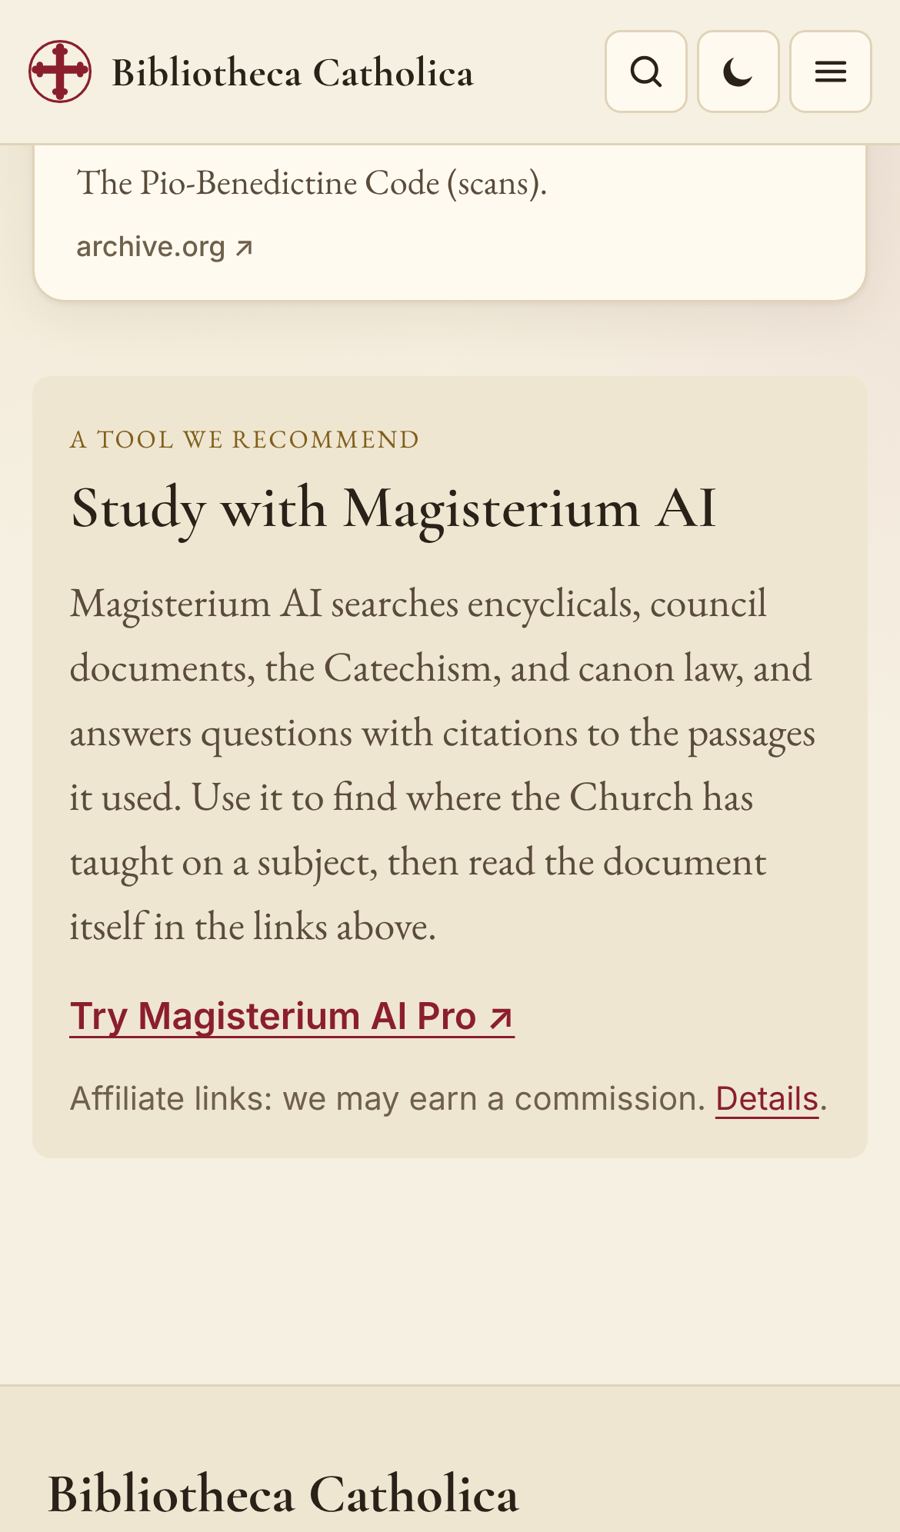 Bibliotheca Catholica
The Pio-Benedictine Code (scans).
archive.org ↗
A TOOL WE RECOMMEND
Study with Magisterium AI
Magisterium AI searches encyclicals, council
documents, the Catechism, and canon law, and
answers questions with citations to the passages
it used. Use it to find where the Church has
taught on a subject, then read the document
itself in the links above.
Try Magisterium AI Pro ↗
Affiliate links: we may earn a commission. Details.
Bibliotheca Catholica